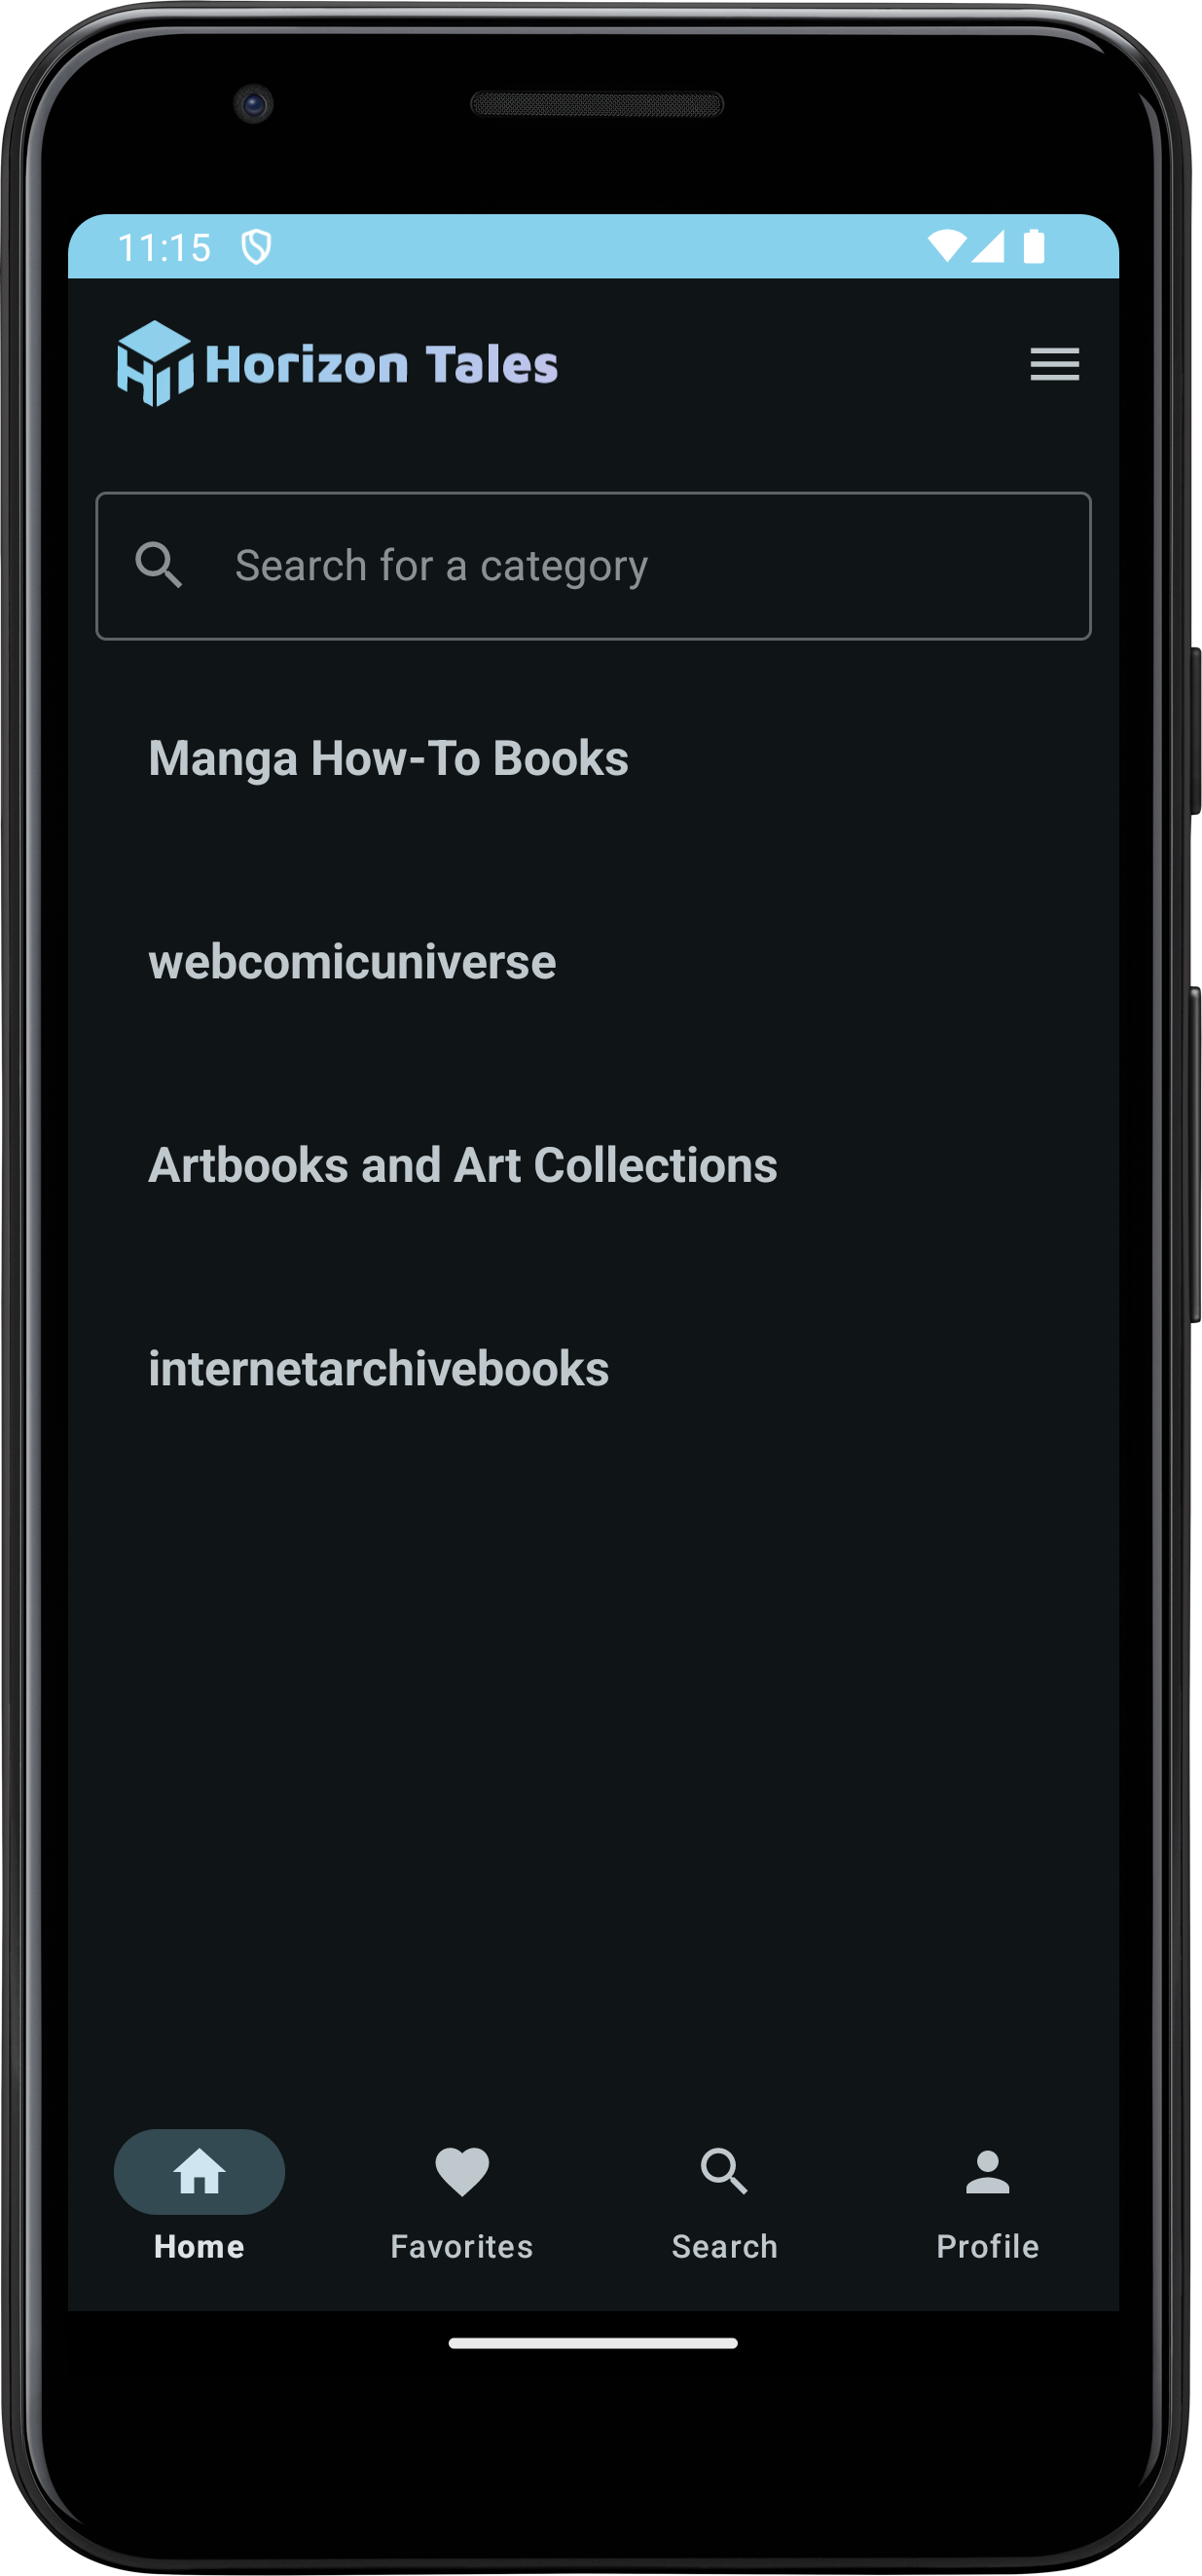 11:15
Horizon Tales
Search for a category
Manga How-To Books
webcomicuniverse
Artbooks and Art Collections
internetarchivebooks
Home Favorites Search Profile